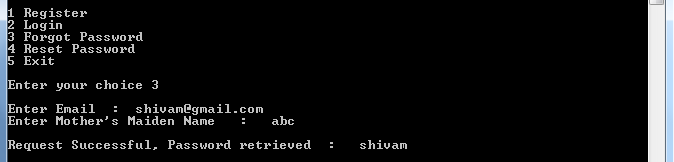 1 Register
2 Login
3 Forgot Password
4 Reset Password
5 Exit
Enter your choice 3
Enter Email  :  shivam@gmail.com
Enter Mother's Maiden Name   :   abc
Request Successful, Password retrieved  :   shivam